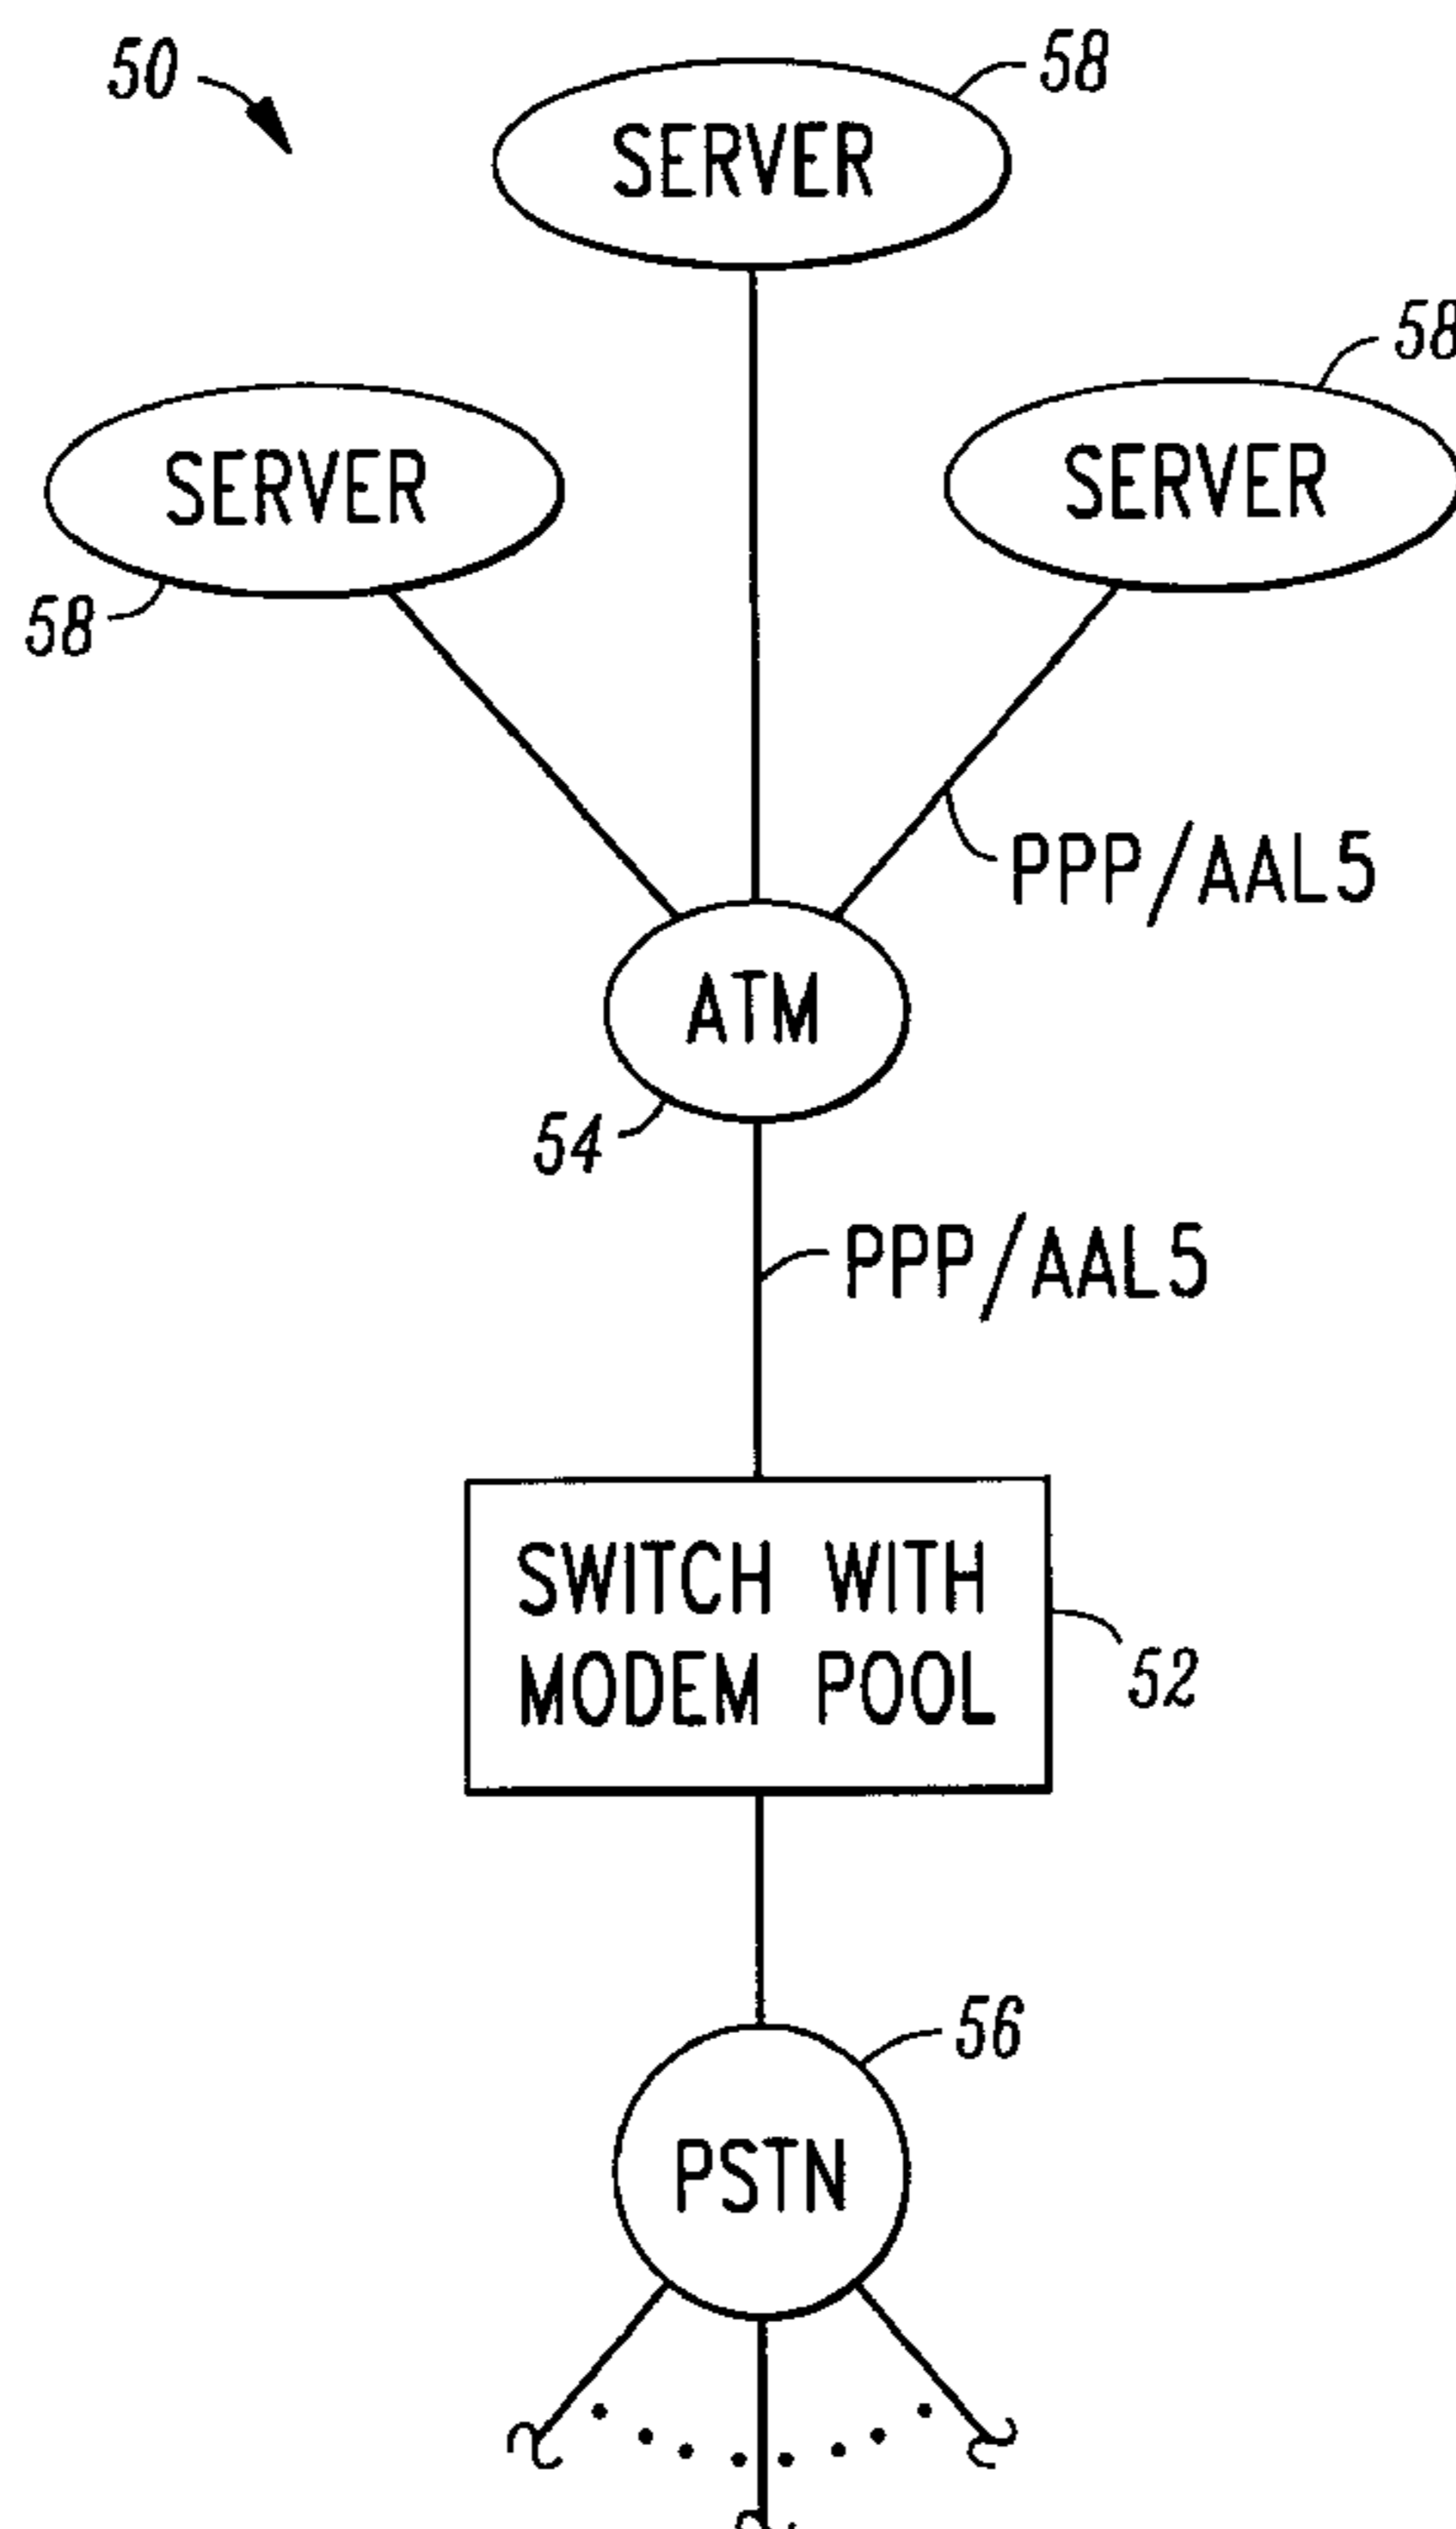 50
58
SERVER
58
SERVER
SERVER
58
PPP/AAL5
ATM
54
PPP/AAL5
SWITCH WITH
MODEM POOL
52
56
PSTN